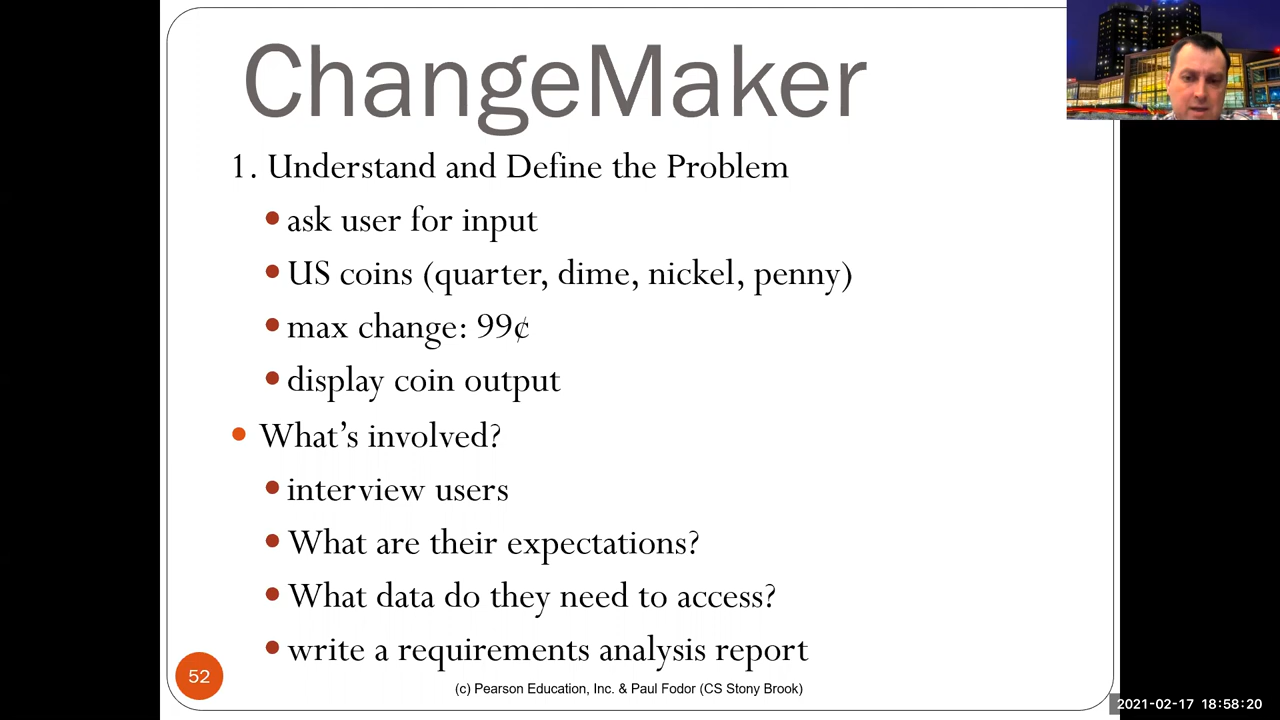 ChangeMaker
1. Understand and Define the Problem
• ask user for input
• US coins (quarter, dime, nickel, penny)
• max change: 99¢
• display coin output
• What’s involved?
• interview users
• What are their expectations?
• What data do they need to access?
• write a requirements analysis report
52
(c) Pearson Education, Inc. & Paul Fodor (CS Stony Brook)
2021-02-17 18:58:20